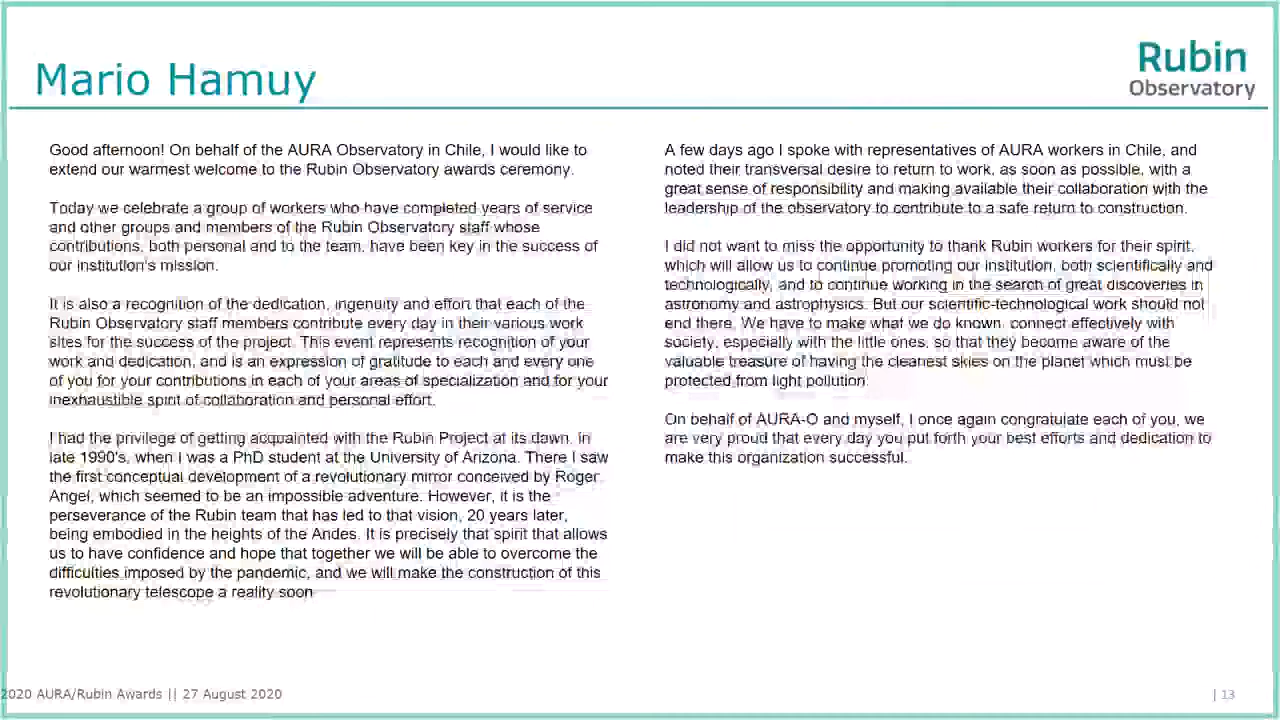 Mario Hamuy
Rubin
Observatory
Good afternoon! On behalf of the AURA Observatory in Chile, I would like to
extend our warmest welcome to the Rubin Observatory awards ceremony.
Today we celebrate a group of workers who have completed years of service
and other groups and members of the Rubin Observatory staff whose
contributions, both personal and to the team, have been key in the success of
our institution's mission.
It is also a recognition of the dedication, ingenuity and effort that each of the
Rubin Observatory staff members contribute every day in their various work
sites for the success of the project. This event represents recognition of your
work and dedication, and is an expression of gratitude to each and every one
of you for your contributions in each of your areas of specialization and for your
inexhaustible spirit of collaboration and personal effort.
I had the privilege of getting acquainted with the Rubin Project at its dawn, in
late 1990's, when I was a PhD student at the University of Arizona. There I saw
the first conceptual development of a revolutionary mirror conceived by Roger
Angel, which seemed to be an impossible adventure. However, it is the
perseverance of the Rubin team that has led to that vision, 20 years later,
being embodied in the heights of the Andes. It is precisely that spirit that allows
us to have confidence and hope that together we will be able to overcome the
difficulties imposed by the pandemic, and we will make the construction of this
revolutionary telescope a reality soon
A few days ago I spoke with representatives of AURA workers in Chile, and
noted their transversal desire to return to work, as soon as possible, with a
great sense of responsibility and making available their collaboration with the
leadership of the observatory to contribute to a safe return to construction.
I did not want to miss the opportunity to thank Rubin workers for their spirit,
which will allow us to continue promoting our institution, both scientifically and
technologically, and to continue working in the search of great discoveries in
astronomy and astrophysics. But our scientific-technological work should not
end there. We have to make what we do known, connect effectively with
society, especially with the little ones, so that they become aware of the
valuable treasure of having the cleanest skies on the planet which must be
protected from light pollution.
On behalf of AURA-O and myself, I once again congratulate each of you, we
are very proud that every day you put forth your best efforts and dedication to
make this organization successful.
2020 AURA/Rubin Awards || 27 August 2020
| 13